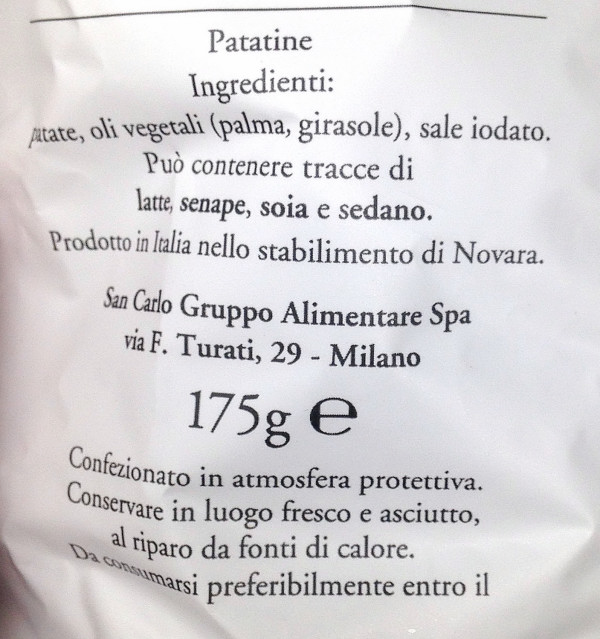 Patatine
Ingredienti:
patate, oli vegetali (palma, girasole), sale iodato.
Può contenere tracce di
latte, senape, soia e sedano.
Prodotto in Italia nello stabilimento di Novara.
San Carlo Gruppo Alimentare Spa
via F. Turati, 29 - Milano
175g ℮
Confezionato in atmosfera protettiva.
Conservare in luogo fresco e asciutto,
al riparo da fonti di calore.
Da consumarsi preferibilmente entro il